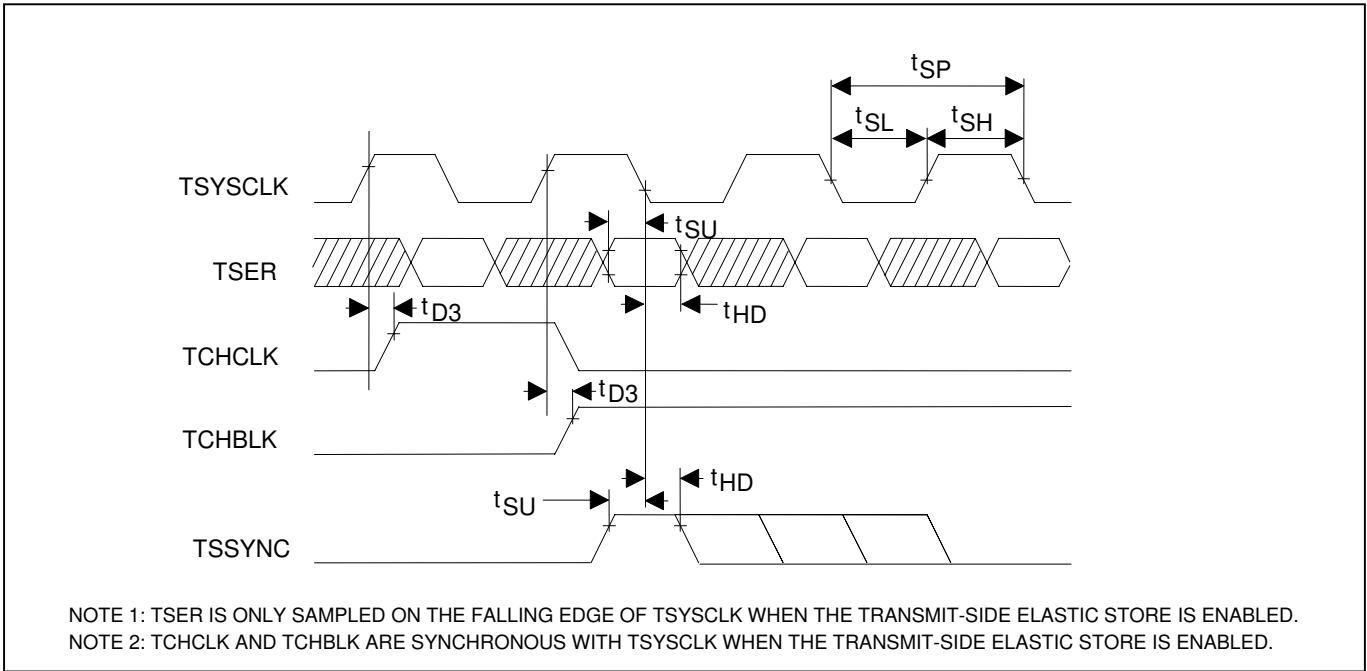 tSP
tSL
tSH
TSYSCLK
tSU
TSER
tHD
tD3
TCHCLK
tD3
TCHBLK
tHD
tSU
TSSYNC
NOTE 1: TSER IS ONLY SAMPLED ON THE FALLING EDGE OF TSYSCLK WHEN THE TRANSMIT-SIDE ELASTIC STORE IS ENABLED.
NOTE 2: TCHCLK AND TCHBLK ARE SYNCHRONOUS WITH TSYSCLK WHEN THE TRANSMIT-SIDE ELASTIC STORE IS ENABLED.